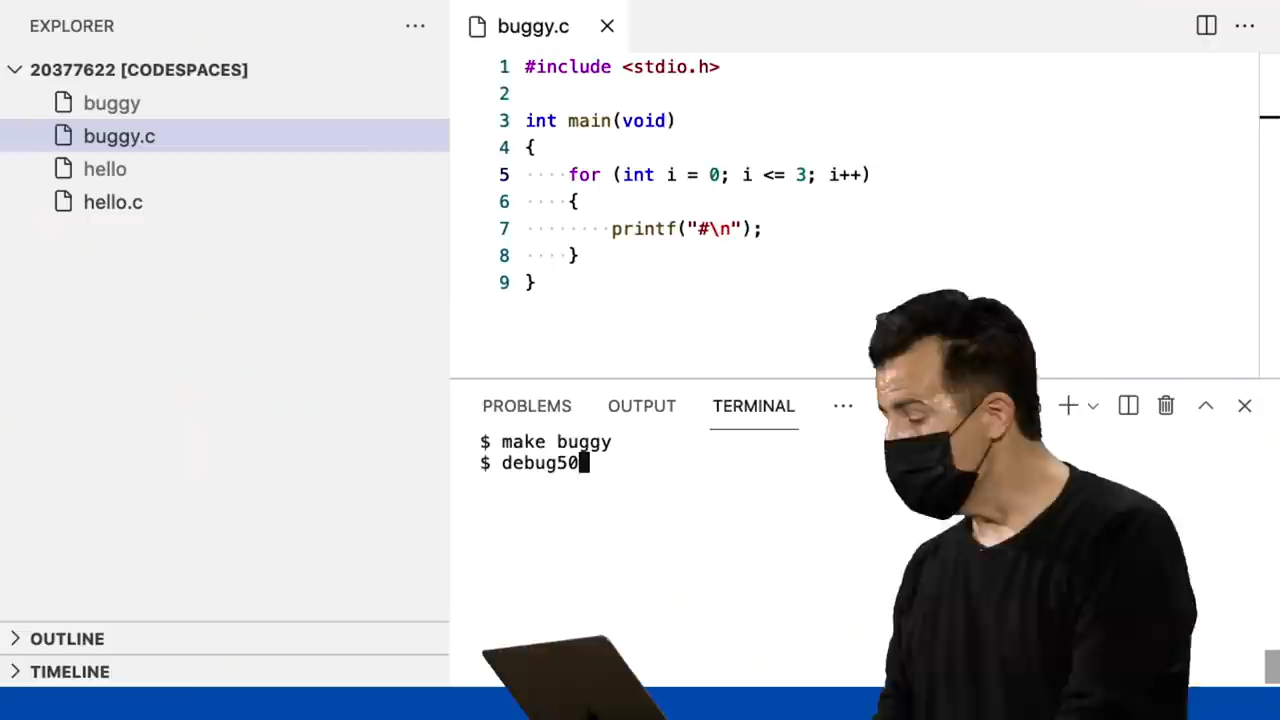 EXPLORER
20377622 [CODESPACES]
buggy
buggy.c
hello
hello.c
OUTLINE
TIMELINE
buggy.c
1 #include <stdio.h>
2
3 int main(void)
4 {
5 ····for (int i = 0; i <= 3; i++)
6 ····{
7 ········printf("#\n");
8 ····}
9 }
PROBLEMS OUTPUT TERMINAL
$ make buggy
$ debug50